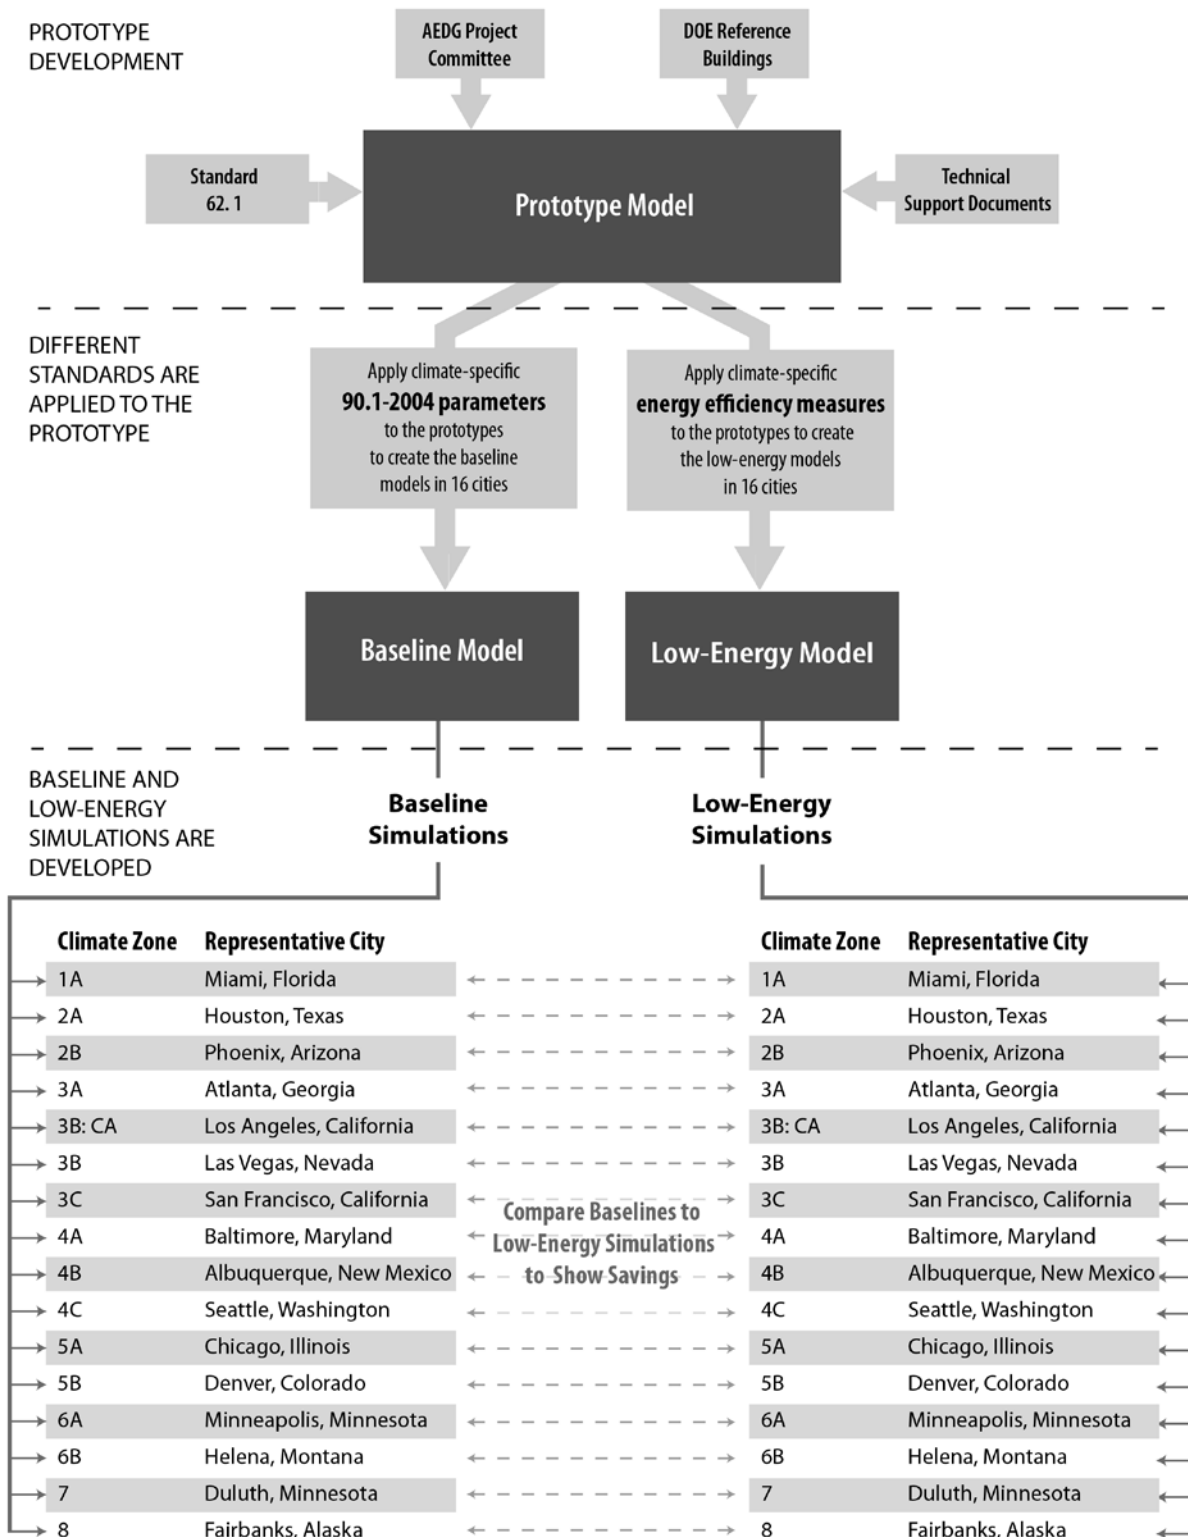 PROTOTYPE
DEVELOPMENT
AEDG Project
Committee
DOE Reference
Buildings
Standard
62. 1
Prototype Model
Technical
Support Documents
DIFFERENT
STANDARDS ARE
APPLIED TO THE
PROTOTYPE
Apply climate-specific
90.1-2004 parameters
to the prototypes
to create the baseline
models in 16 cities
Apply climate-specific
energy efficiency measures
to the prototypes to create
the low-energy models
in 16 cities
Baseline Model
Low-Energy Model
BASELINE AND
LOW-ENERGY
SIMULATIONS ARE
DEVELOPED
Baseline
Simulations
Low-Energy
Simulations
Climate Zone Representative City
1A Miami, Florida
2A Houston, Texas
2B Phoenix, Arizona
3A Atlanta, Georgia
3B: CA Los Angeles, California
3B Las Vegas, Nevada
3C San Francisco, California
4A Baltimore, Maryland
4B Albuquerque, New Mexico
4C Seattle, Washington
5A Chicago, Illinois
5B Denver, Colorado
6A Minneapolis, Minnesota
6B Helena, Montana
7 Duluth, Minnesota
8 Fairbanks, Alaska
Compare Baselines to
Low-Energy Simulations
to Show Savings
Climate Zone Representative City
1A Miami, Florida
2A Houston, Texas
2B Phoenix, Arizona
3A Atlanta, Georgia
3B: CA Los Angeles, California
3B Las Vegas, Nevada
3C San Francisco, California
4A Baltimore, Maryland
4B Albuquerque, New Mexico
4C Seattle, Washington
5A Chicago, Illinois
5B Denver, Colorado
6A Minneapolis, Minnesota
6B Helena, Montana
7 Duluth, Minnesota
8 Fairbanks, Alaska